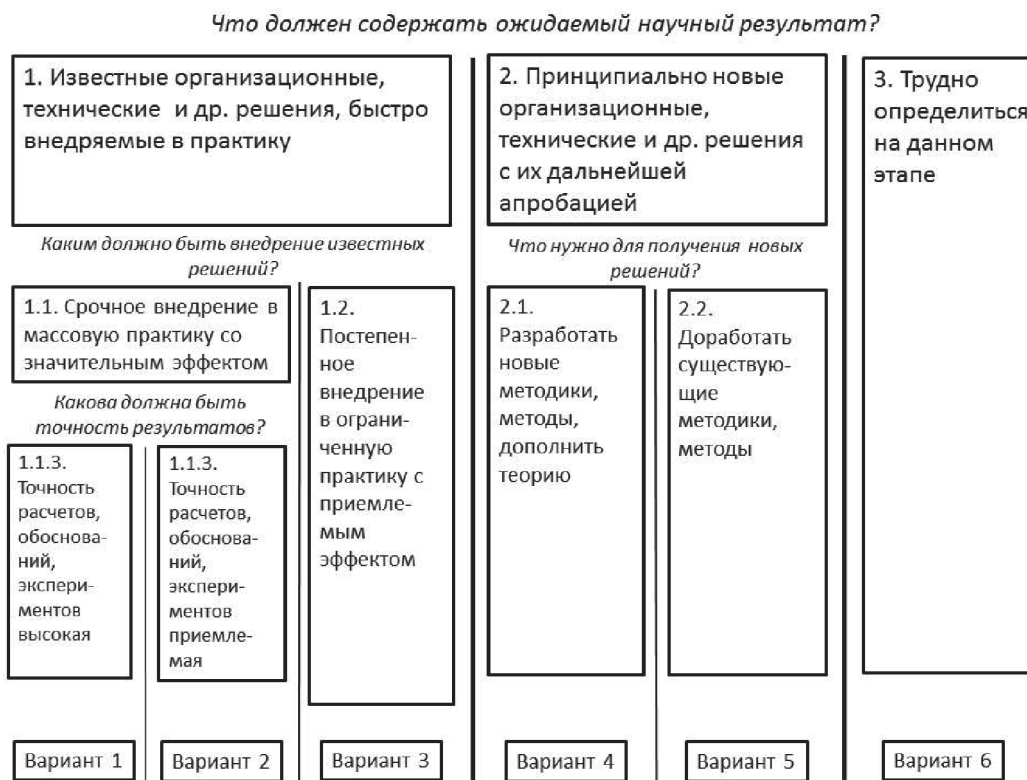 Что должен содержать ожидаемый научный результат?
1. Известные организационные,
технические и др. решения, быстро
внедряемые в практику
2. Принципиально новые
организационные,
технические и др. решения
с их дальнейшей
апробацией
3. Трудно
определиться
на данном
этапе
Каким должно быть внедрение известных
решений?
Что нужно для получения новых
решений?
1.1. Срочное внедрение в
массовую практику со
значительным эффектом
Какова должна быть
точность результатов?
1.1.3.
Точность
расчетов,
обоснова-
ний,
экспери-
ментов
высокая
1.1.3.
Точность
расчетов,
обоснова-
ний,
экспери-
ментов
приемле-
мая
1.2.
Постепен-
ное
внедрение
в ограни-
ченную
практику с
приемле-
мым
эффектом
2.1.
Разработать
новые
методики,
методы,
дополнить
теорию
2.2.
Доработать
существую-
щие
методики,
методы
Вариант 1
Вариант 2
Вариант 3
Вариант 4
Вариант 5
Вариант 6